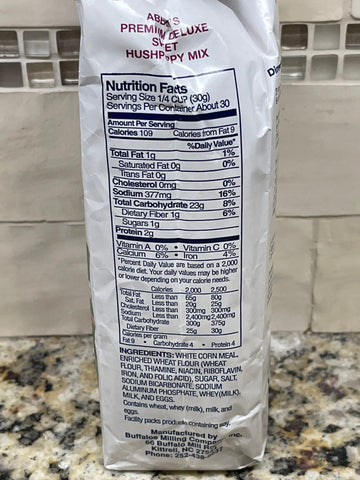 ABBIT'S
PREMIUM DELUXE
SWEET
HUSHPUPPY MIX
Nutrition Facts
Serving Size 1/4 CUP (30g)
Servings Per Container About 30
Amount Per Serving
Calories 109 Calories from Fat 9
%Daily Value*
Total Fat 1g 1%
Saturated Fat 0g 0%
Trans Fat 0g
Cholesterol 0mg 0%
Sodium 377mg 16%
Total Carbohydrate 23g 8%
Dietary Fiber 1g 6%
Sugars 1g
Protein 2g
Vitamin A 0% • Vitamin C 0%
Calcium 6% • Iron 4%
*Percent Daily Value are based on a 2,000
calorie diet. Your daily values may be higher
or lower depending on your calorie needs.
Calories 2,000 2,500
Total Fat Less than 65g 80g
Sat. Fat Less than 20g 25g
Cholesterol Less than 300mg 300mg
Sodium Less than 2,400mg 2,400mg
Total Carbohydrate 300g 375g
Dietary Fiber 25g 30g
Calories per gram
Fat 9 • Carbohydrate 4 • Protein 4
INGREDIENTS: WHITE CORN MEAL,
ENRICHED WHEAT FLOUR (WHEAT
FLOUR, THIAMINE, NIACIN, RIBOFLAVIN,
IRON, AND FOLIC ACID), SUGAR, SALT,
SODIUM BICARBONATE, SODIUM
ALUMINUM PHOSPHATE, WHEY(MILK),
MILK, AND EGGS.
Contains wheat, whey (milk), milk, and
eggs.
Facility packs products containing soy.
Manufactured by
Buffaloe Milling Company, Inc.
66 Buffalo Mill
Kittrell, NC
Phone: 252-438